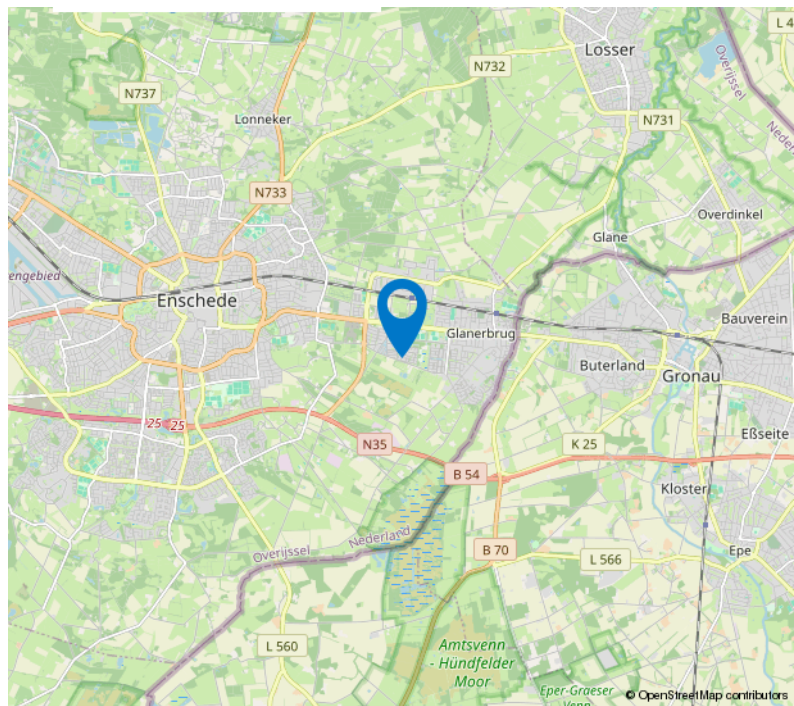 L 4
Losser
N732
Overijssel
N737
Lonneker
N731
Neder
N733
Overdinkel
Glane
engebied
Enschede
Bauverein
Glanerbrug
Buterland
Gronau
25 25
Eßseite
N35
K 25
B 54
Kloster
Nederland
Overijssel
B 70
L 566
Epe
L 560
Amtsvenn
- Hündfelder
Moor
Eper-Graeser
Venn
© OpenStreetMap contributors